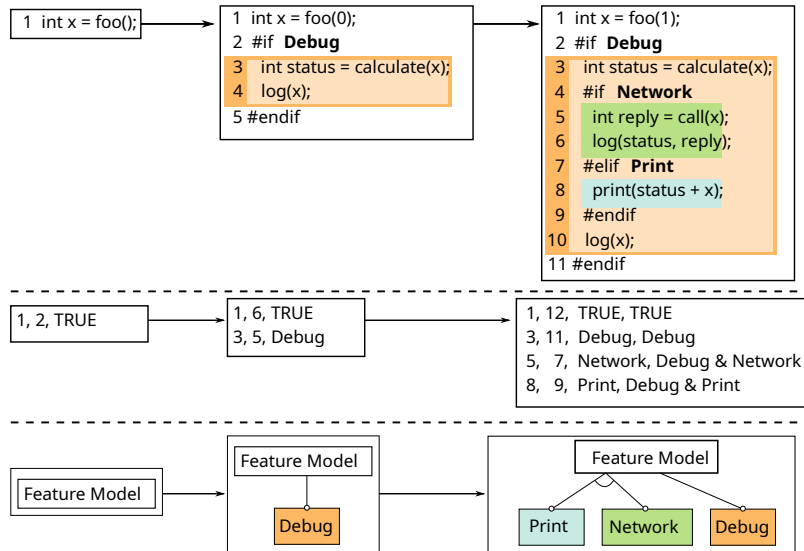 1 int x = foo();
1 int x = foo(0);
2 #if Debug
3 int status = calculate(x);
4 log(x);
5 #endif
1 int x = foo(1);
2 #if Debug
3 int status = calculate(x);
4 #if Network
5 int reply = call(x);
6 log(status, reply);
7 #elif Print
8 print(status + x);
9 #endif
10 log(x);
11 #endif
1, 2, TRUE
1, 6, TRUE
3, 5, Debug
1, 12, TRUE, TRUE
3, 11, Debug, Debug
5, 7, Network, Debug & Network
8, 9, Print, Debug & Print
Feature Model
Feature Model
Debug
Feature Model
Print Network Debug